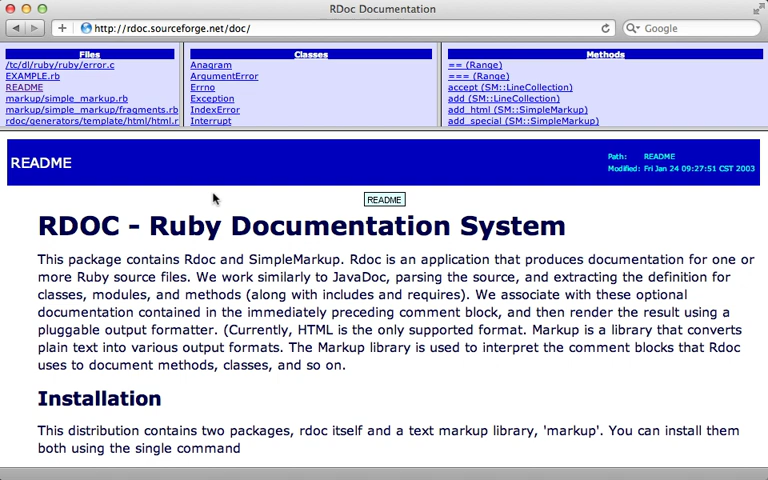 RDoc Documentation
http://rdoc.sourceforge.net/doc/
Google
Files
/tc/dl/ruby/ruby/error.c
EXAMPLE.rb
README
markup/simple_markup.rb
markup/simple_markup/fragments.rb
rdoc/generators/template/html/html.r
Classes
Anagram
ArgumentError
Errno
Exception
IndexError
Interrupt
Methods
== (Range)
=== (Range)
accept (SM::LineCollection)
add (SM::LineCollection)
add_html (SM::SimpleMarkup)
add_special (SM::SimpleMarkup)
README
Path: README
Modified: Fri Jan 24 09:27:51 CST 2003
README
RDOC - Ruby Documentation System
This package contains Rdoc and SimpleMarkup. Rdoc is an application that produces documentation for one or
more Ruby source files. We work similarly to JavaDoc, parsing the source, and extracting the definition for
classes, modules, and methods (along with includes and requires). We associate with these optional
documentation contained in the immediately preceding comment block, and then render the result using a
pluggable output formatter. (Currently, HTML is the only supported format. Markup is a library that converts
plain text into various output formats. The Markup library is used to interpret the comment blocks that Rdoc
uses to document methods, classes, and so on.
Installation
This distribution contains two packages, rdoc itself and a text markup library, 'markup'. You can install them
both using the single command